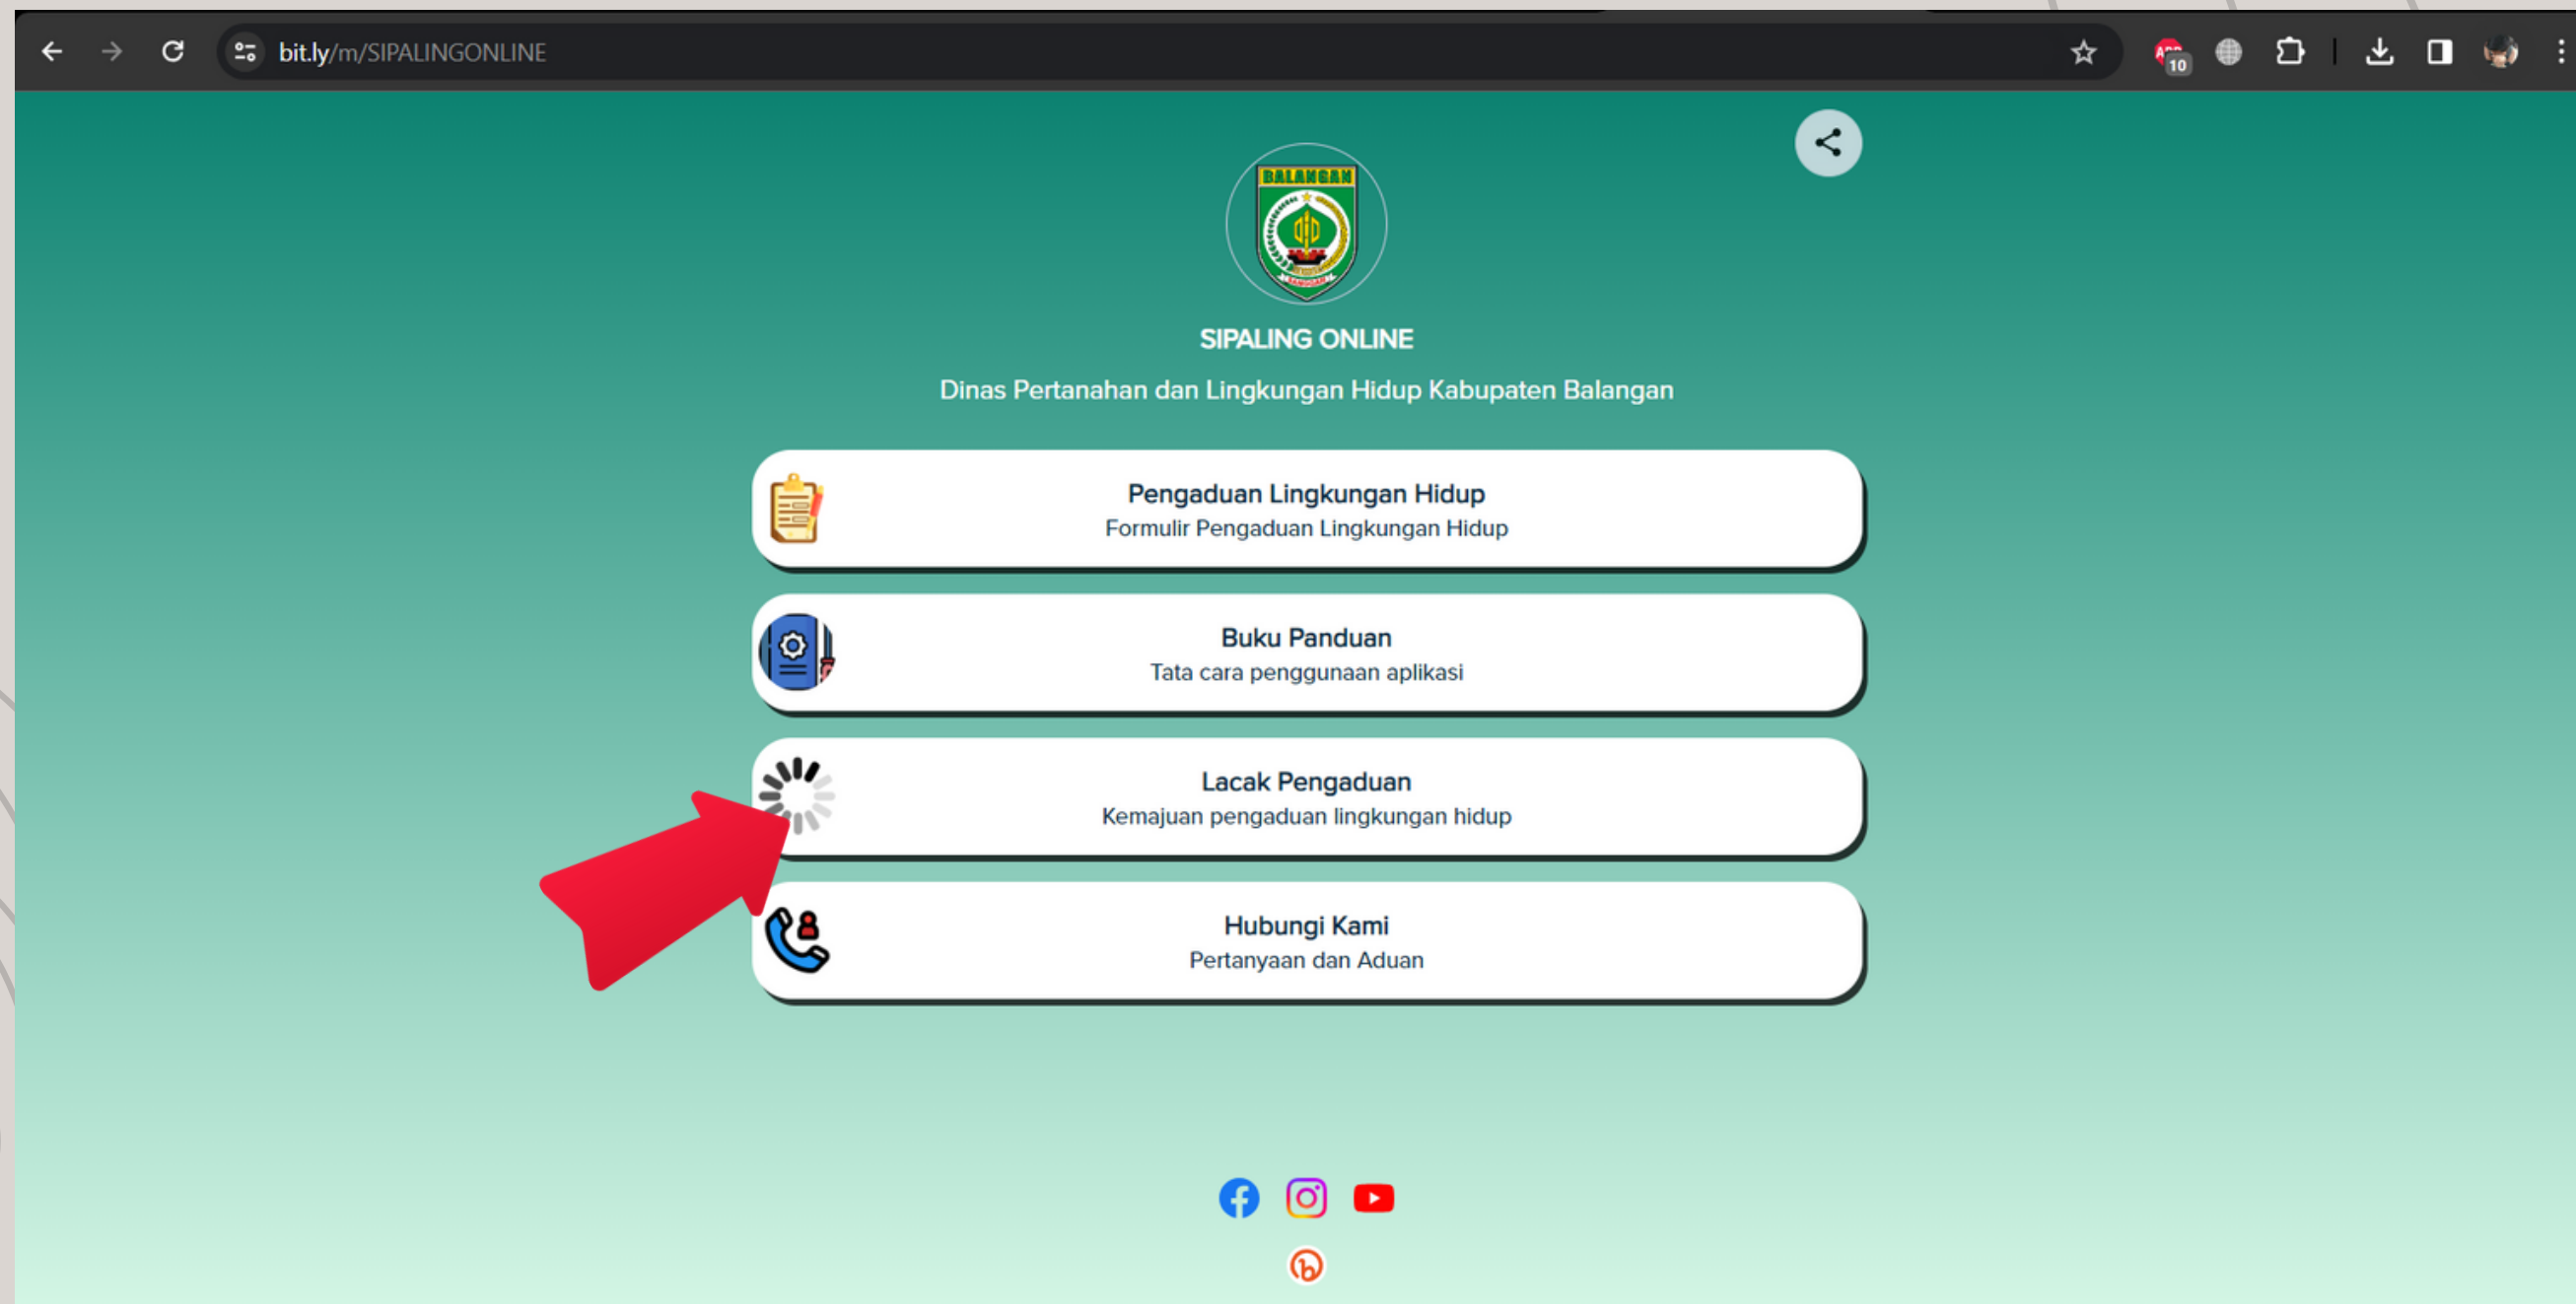 bit.ly/m/SIPALINGONLINE
10
BALANGAN
SIPALING ONLINE
Dinas Pertanahan dan Lingkungan Hidup Kabupaten Balangan
Pengaduan Lingkungan Hidup
Formulir Pengaduan Lingkungan Hidup
Buku Panduan
Tata cara penggunaan aplikasi
Lacak Pengaduan
Kemajuan pengaduan lingkungan hidup
Hubungi Kami
Pertanyaan dan Aduan